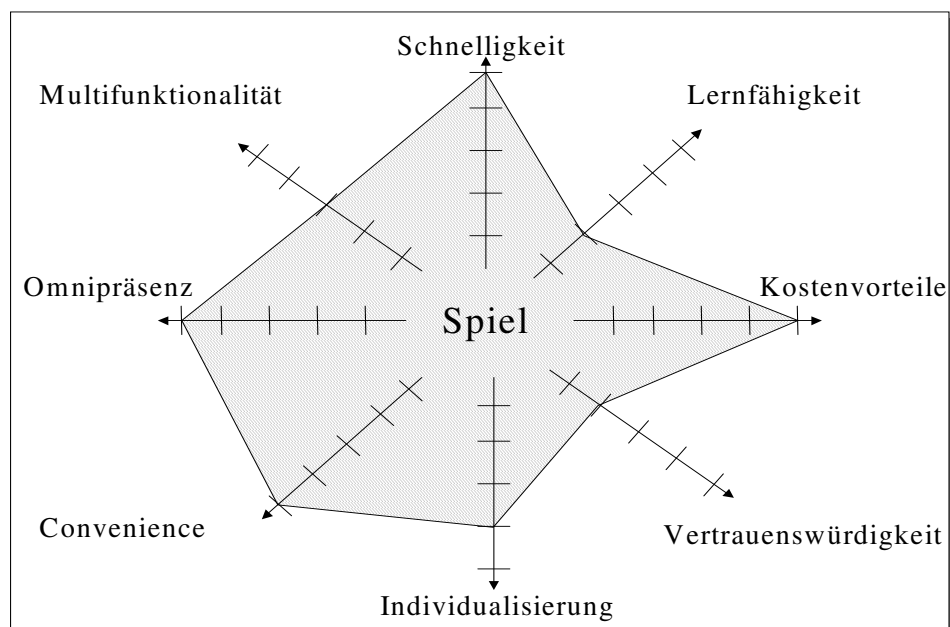 Schnelligkeit
Multifunktionalität
Lernfähigkeit
Omnipräsenz
Kostenvorteile
Spiel
Convenience
Vertrauenswürdigkeit
Individualisierung